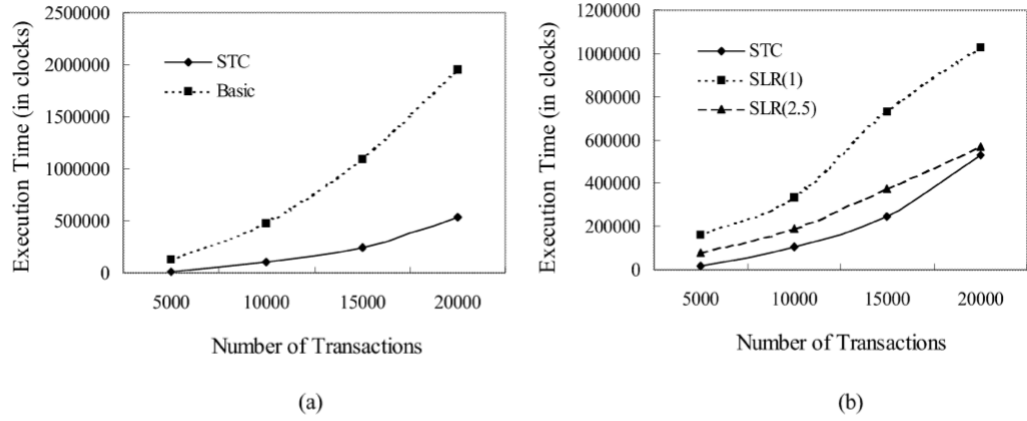 2500000
2000000
1500000
1000000
500000
0
Execution Time (in clocks)
STC
Basic
5000 10000 15000 20000
Number of Transactions
(a)
1200000
1000000
800000
600000
400000
200000
0
Execution Time (in clocks)
STC
SLR(1)
SLR(2.5)
5000 10000 15000 20000
Number of Transactions
(b)